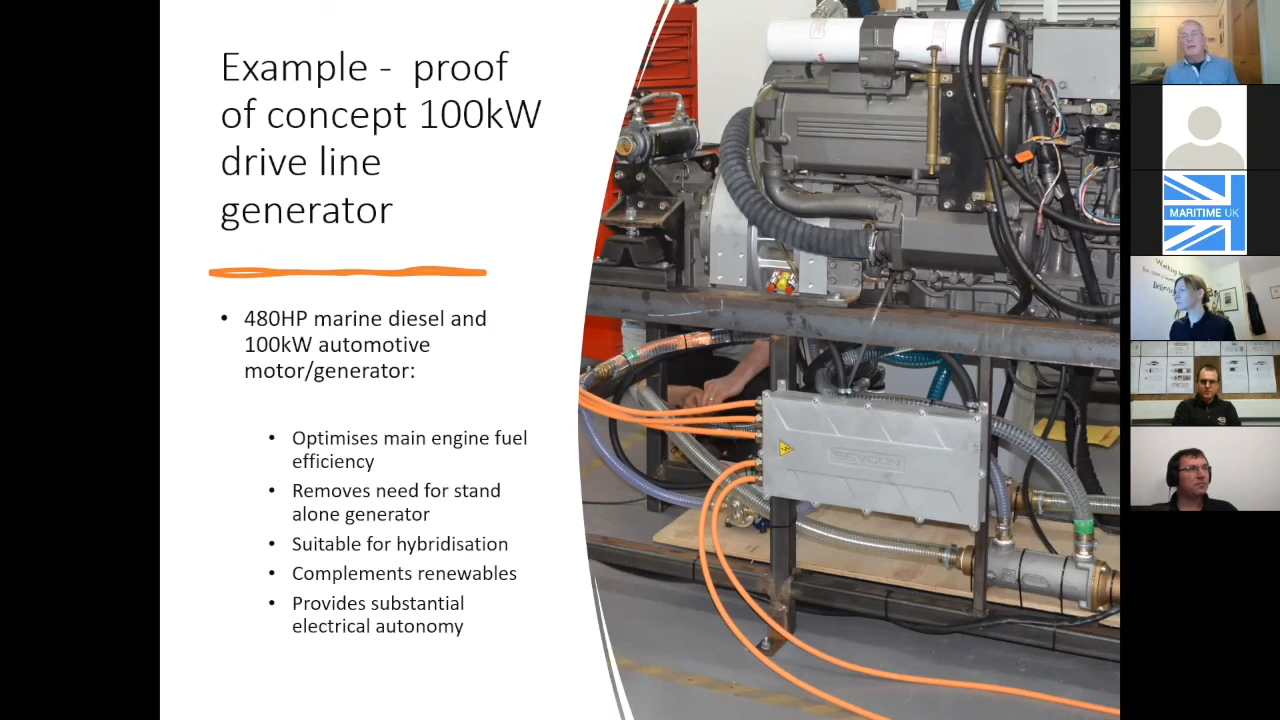 Example - proof
of concept 100kW
drive line
generator
• 480HP marine diesel and
100kW automotive
motor/generator:
• Optimises main engine fuel
efficiency
• Removes need for stand
alone generator
• Suitable for hybridisation
• Complements renewables
• Provides substantial
electrical autonomy
SEVCON
MARITIME UK